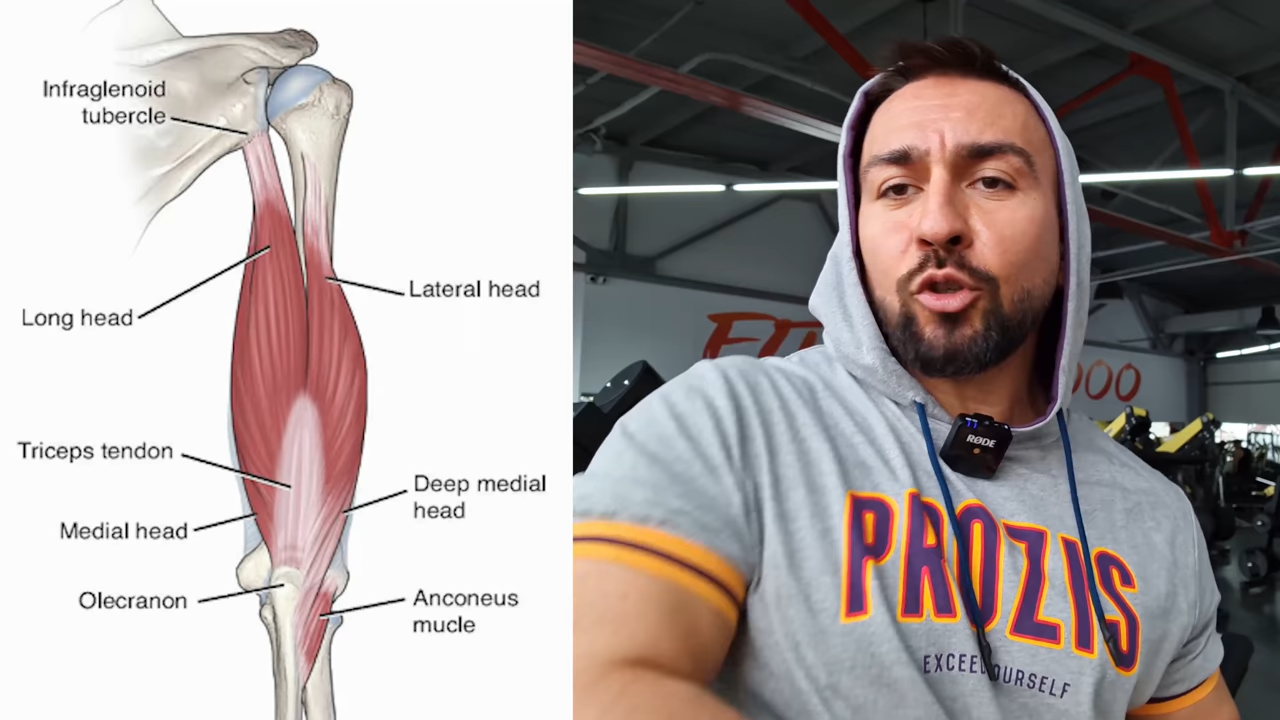 Infraglenoid
tubercle
Long head
Lateral head
Triceps tendon
Deep medial
head
Medial head
Olecranon
Anconeus
mucle
RØDE
PROZIS
EXCEED YOURSELF